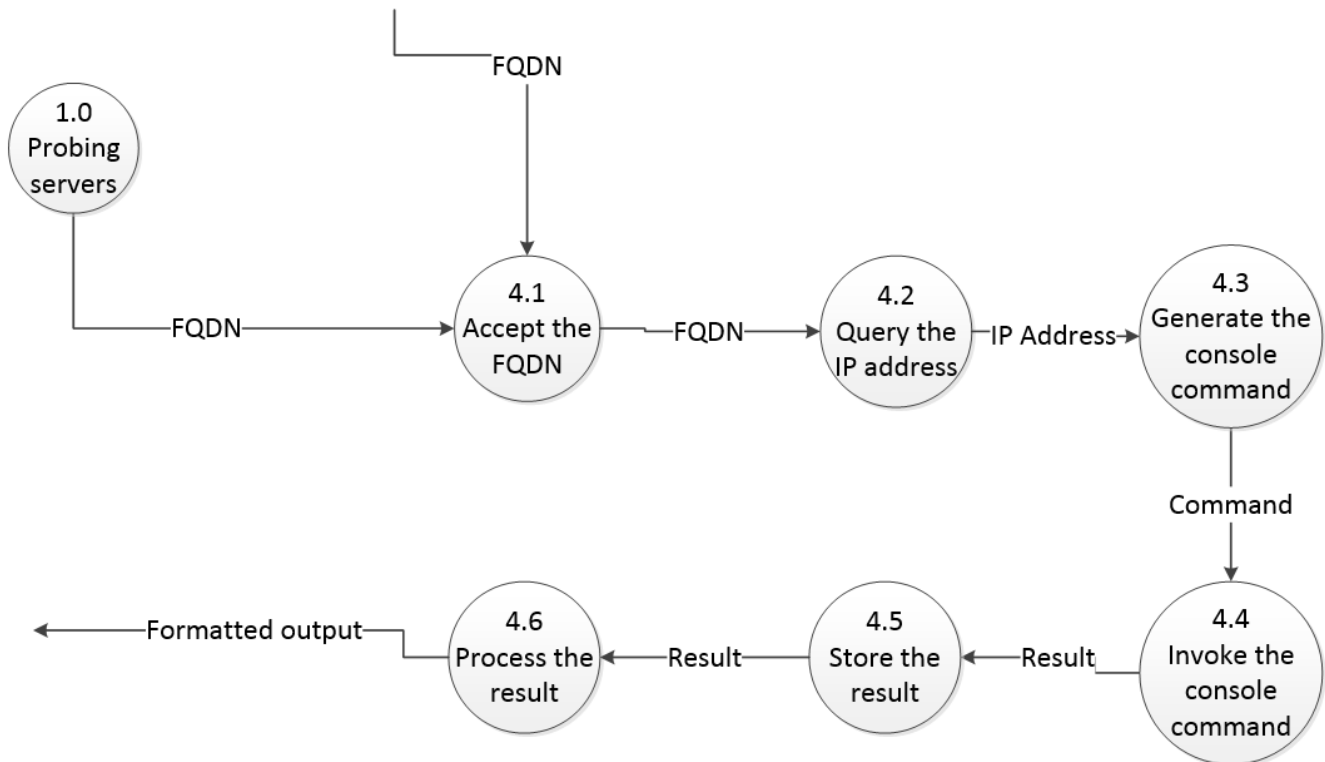 FQDN
1.0
Probing
servers
FQDN
4.1
Accept the
FQDN
FQDN
4.2
Query the
IP address
IP Address
4.3
Generate the
console
command
Command
4.4
Invoke the
console
command
Result
4.5
Store the
result
Result
4.6
Process the
result
Formatted output